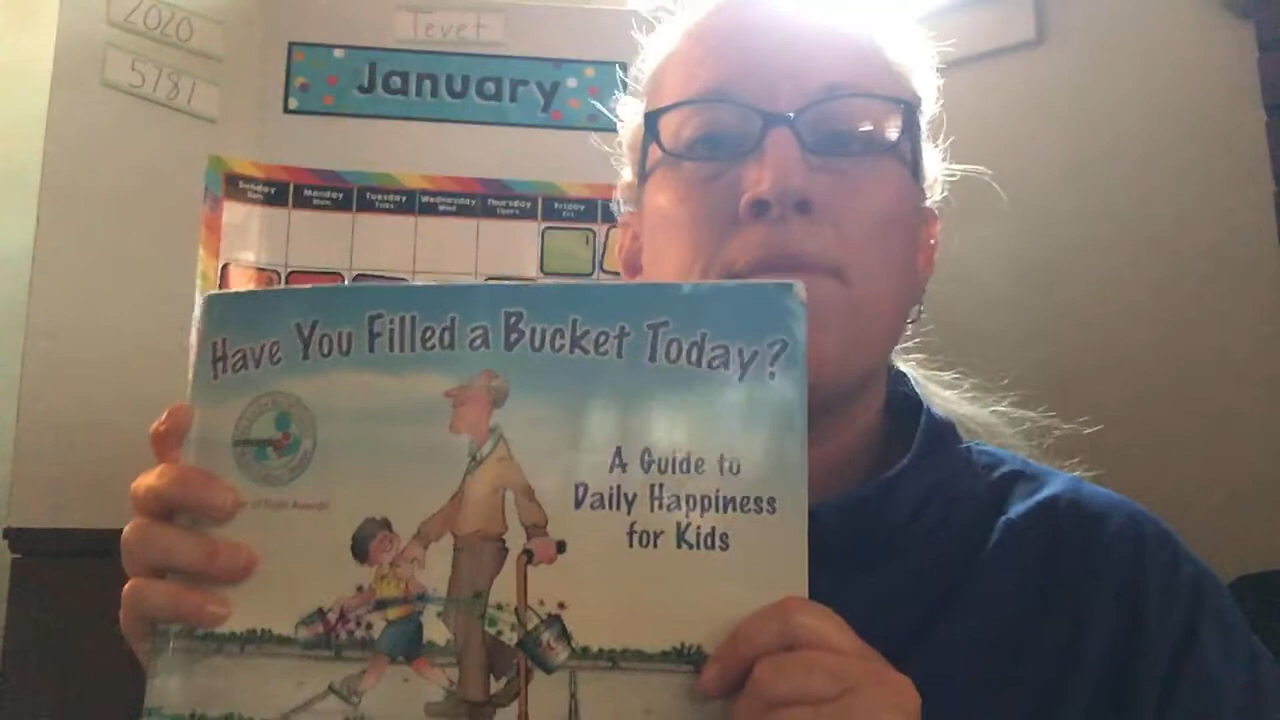 2020
5781
Tevet
January
Sunday Monday Tuesday Wednesday Thursday Friday
1
Have You Filled a Bucket Today?
A Guide to
Daily Happiness
for Kids